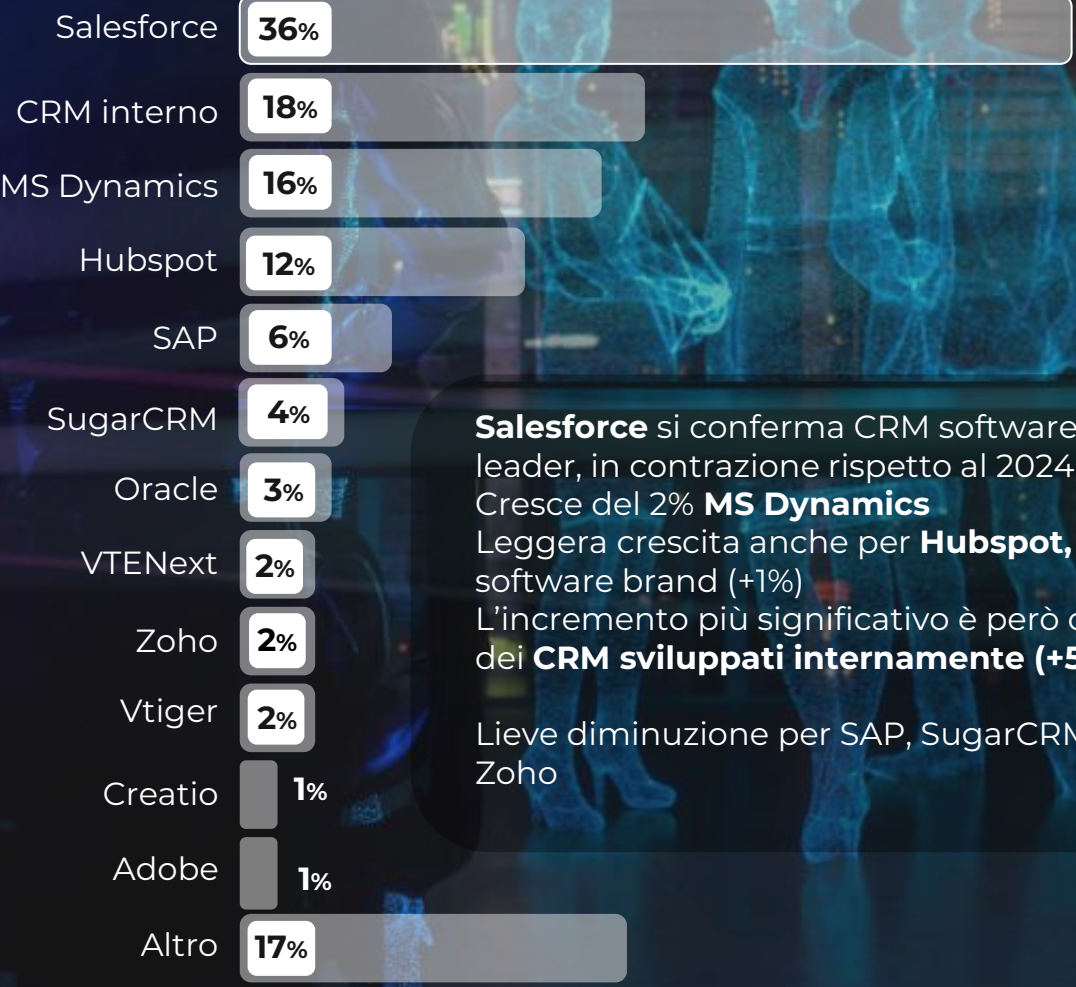 Salesforce 36%
CRM interno 18%
MS Dynamics 16%
Hubspot 12%
SAP 6%
SugarCRM 4%
Oracle 3%
VTENext 2%
Zoho 2%
Vtiger 2%
Creatio 1%
Adobe 1%
Altro 17%
Salesforce si conferma CRM software
leader, in contrazione rispetto al 2024
Cresce del 2% MS Dynamics
Leggera crescita anche per Hubspot,
software brand (+1%)
L'incremento più significativo è però
dei CRM sviluppati internamente (+5
Lieve diminuzione per SAP, SugarCRM
Zoho